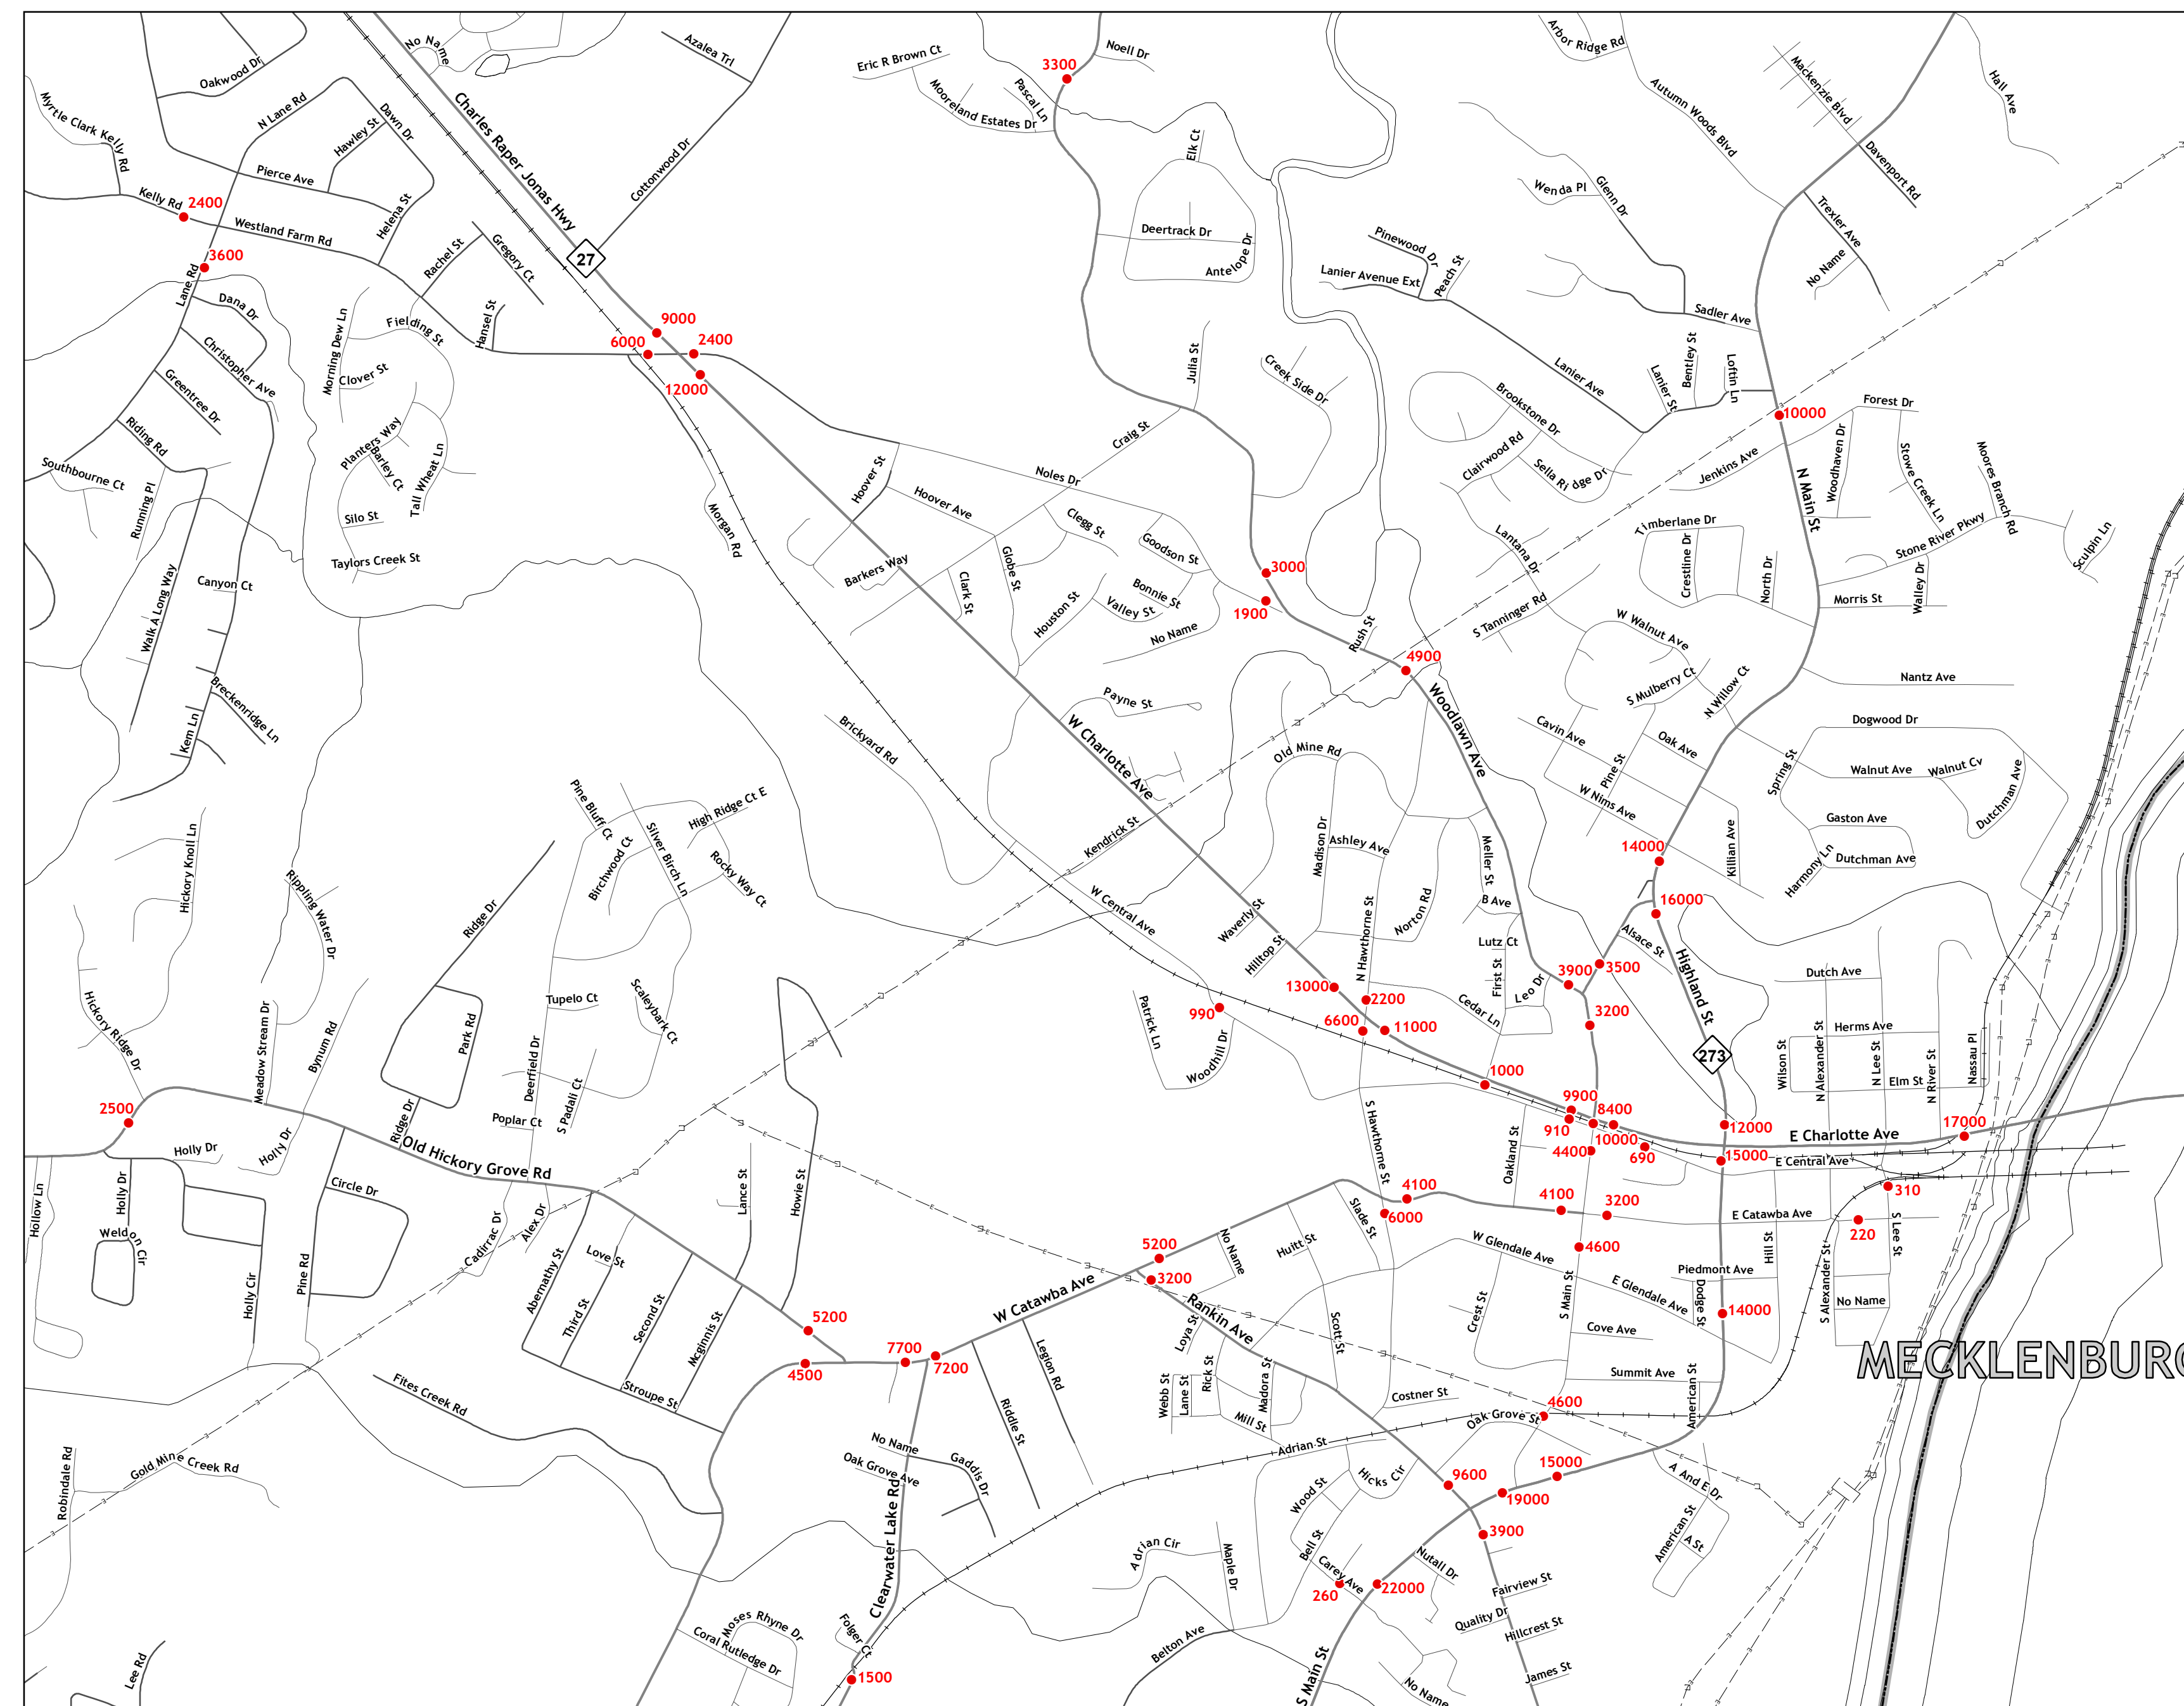 No Name
Azalea Trl
Eric R Brown Ct
3300
Noell Dr
Arbor Ridge Rd
Oakwood Dr
Mooreland Estates Dr
Pascal Ln
Autumn Woods Blvd
Mackenzie Blvd
Hall Ave
Myrtle Clark Kelly Rd
N Lane Rd
Dawn Dr
Hawley St
Charles Raper Jonas Hwy
Cottonwood Dr
Elk Ct
Davenport Rd
Pierce Ave
Kelly Rd
2400
Westland Farm Rd
Helena St
Wenda Pl
Glenn Dr
Trexler Ave
Deertrack Dr
Antelope Dr
Pinewood Dr
Peach St
Lanier Avenue Ext
No Name
3600
Lane Rd
Rachel St
Gregory Ct
27
Dana Dr
Christopher Ave
Morning Dew Ln
Fielding St
Hansel St
9000
6000
2400
12000
Sadler Ave
Clover St
Greentree Dr
Julia St
Creek Side Dr
Lanier Ave
Lanier St
Bentley St
Loftin Ln
10000
Forest Dr
Riding Rd
Planters Way
Barley Ct
Tall Wheat Ln
Craig St
Brookstone Dr
Clairwood Rd
Sella Ridge Dr
Jenkins Ave
N Main St
Woodhaven Dr
Stowe Creek Ln
Moores Branch Rd
Southbourne Ct
Running Pl
Silo St
Taylors Creek St
Morgan Rd
Hoover St
Hoover Ave
Noles Dr
Clegg St
Goodson St
Timberlane Dr
Crestline Dr
North Dr
Stone River Pkwy
Sculpin Ln
Walk A Long Way
Canyon Ct
Barkers Way
Clark St
Globe St
Houston St
Bonnie St
Valley St
No Name
3000
1900
Lantana Dr
S Tanninger Rd
Morris St
Walley Dr
Rush St
4900
W Walnut Ave
S Mulberry Ct
N Willow Ct
Nantz Ave
Breckenridge Ln
Kem Ln
Payne St
Woodlawn Ave
Cavin Ave
Oak Ave
Pine St
Dogwood Dr
Brickyard Rd
W Charlotte Ave
Old Mine Rd
W Nims Ave
Spring St
Walnut Ave
Walnut Cv
Dutchman Ave
Pine Bluff Ct
High Ridge Ct E
Silver Birch Ln
Birchwood Ct
Rocky Way Ct
Kendrick St
Madison Dr
Ashley Ave
Meller St
14000
Killian Ave
Gaston Ave
Harmony Ln
Dutchman Ave
Hickory Knoll Ln
Rippling Water Dr
Ridge Dr
W Central Ave
Waverly St
Hilltop St
N Hawthorne St
Norton Rd
B Ave
Lutz Ct
First St
16000
Alsace St
Highland St
Hickory Ridge Dr
Meadow Stream Dr
Bynum Rd
Park Rd
Tupelo Ct
Scaleybark Ct
Patrick Ln
990
Woodhill Dr
13000
2200
6600
11000
Cedar Ln
Leo Dr
3900
3500
3200
Dutch Ave
Herms Ave
273
Wilson St
N Alexander St
N Lee St
Elm St
N River St
Nassau Pl
Deerfield Dr
S Padali Ct
Poplar Ct
1000
9900
8400
910
10000
4400
690
12000
15000
17000
E Charlotte Ave
E Central Ave
310
2500
Holly Dr
Holly Dr
Ridge Dr
Old Hickory Grove Rd
Oakland St
S Hawthorne St
Hollow Ln
Holly Dr
Weldon Cir
Circle Dr
Lance St
Howie St
Slade St
4100
6000
4100
3200
E Catawba Ave
220
S Lee St
Cadirrac Dr
Alex Dr
Love St
Abernathy St
Third St
Second St
Mcginnis St
Holly Cir
Pine Rd
5200
3200
No Name
Huitt St
W Glendale Ave
4600
E Glendale Ave
Piedmont Ave
Hill St
Dodge St
S Alexander St
No Name
W Catawba Ave
Rankin Ave
Loya St
Scott St
Crest St
S Main St
14000
Cove Ave
MECKLENBURG
5200
4500
7700
7200
Legion Rd
Riddle St
Webb St
Lane St
Rick St
Madora St
Mill St
Costner St
Summit Ave
American St
4600
Oak Grove St
Fites Creek Rd
Stroupe St
Adrian St
Robindale Rd
Gold Mine Creek Rd
No Name
Oak Grove Ave
Gaddis Dr
Wood St
Hicks Cir
9600
15000
19000
A And E Dr
3900
American St
A St
Clearwater Lake Rd
Adrian Cir
Maple Dr
Bell St
Carey Ave
260
22000
Nutall Dr
Fairview St
Quality Dr
Hillcrest St
James St
Moses Rhyne Dr
Coral Rutledge Dr
Folger Ct
1500
Belton Ave
S Main St
No Name
Lee Rd